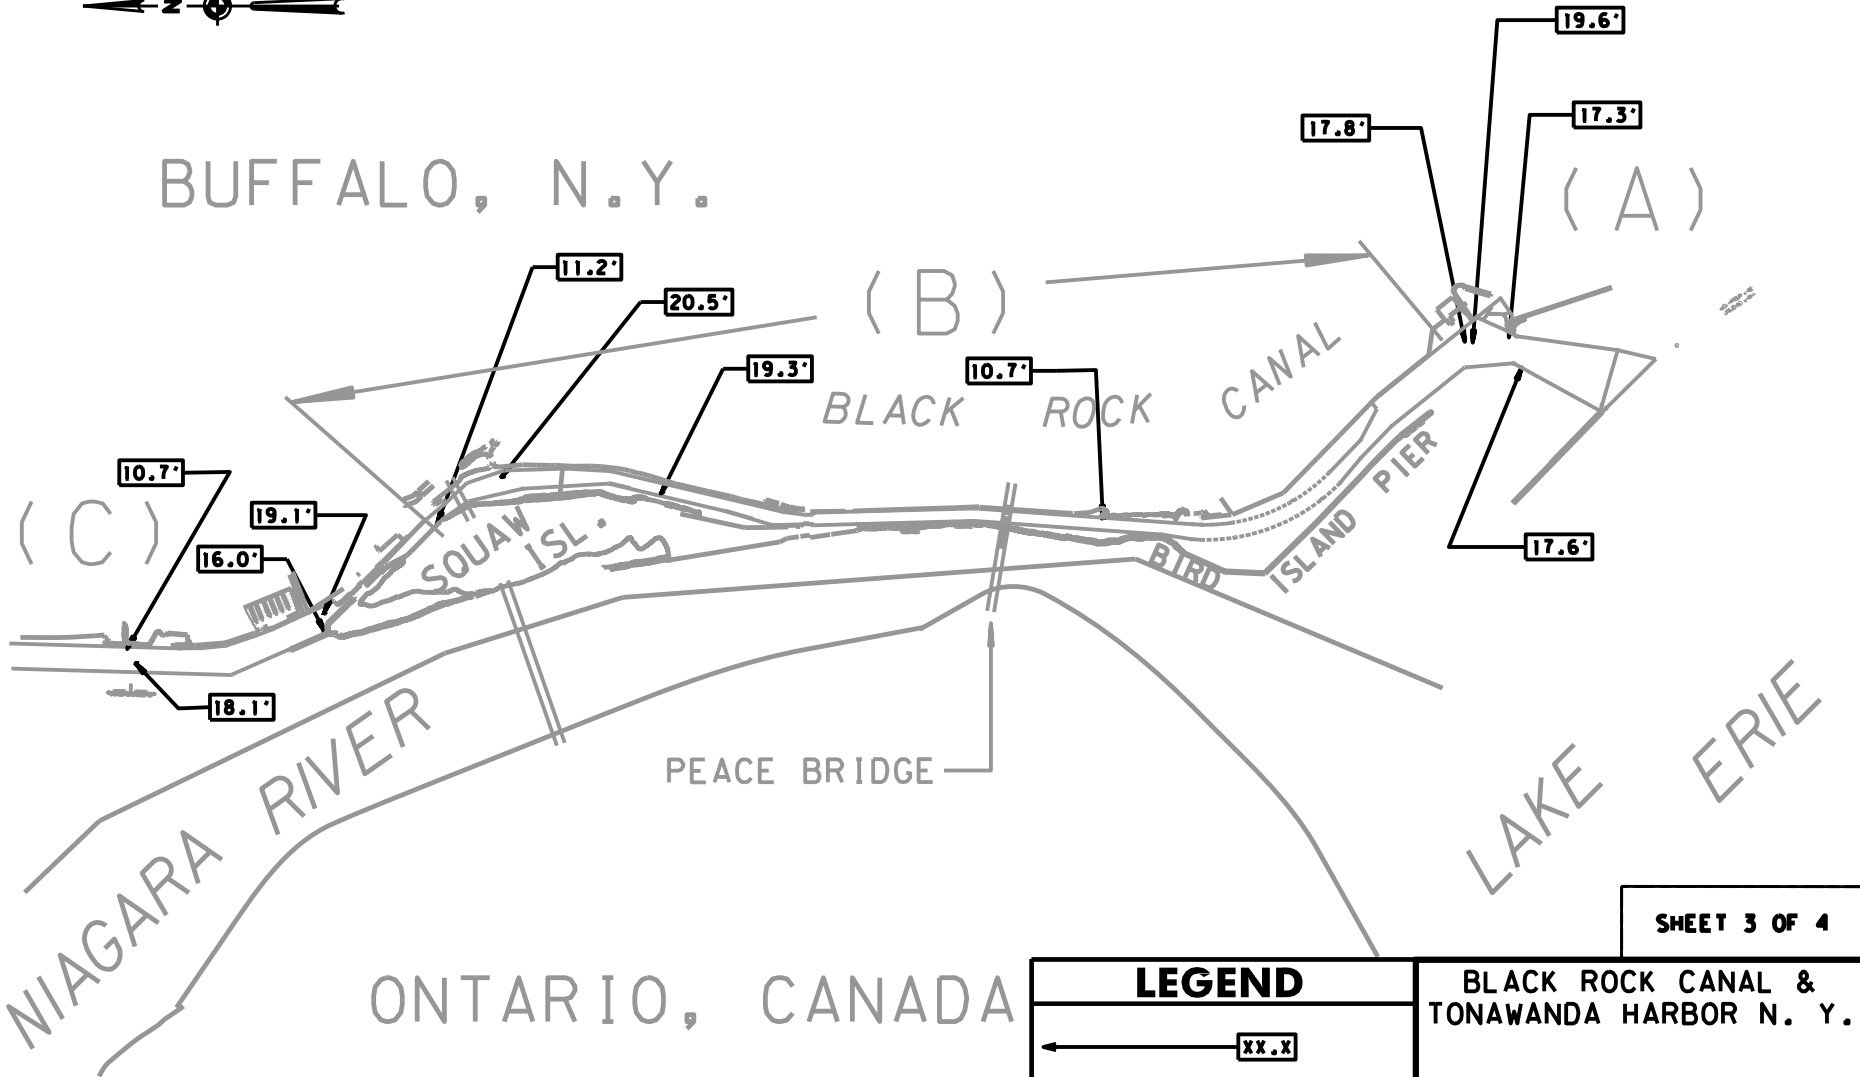 N
19.6'
17.3'
17.8'
BUFFALO, N.Y.
(A)
11.2'
(B)
20.5'
19.3'
10.7'
BLACK ROCK CANAL
10.7'
19.1'
(C)
16.0'
SQUAW
ISL.
BIRD ISLAND PIER
17.6'
18.1'
PEACE BRIDGE
NIAGARA RIVER
LAKE ERIE
ONTARIO, CANADA
SHEET 3 OF 4
LEGEND
XX.X
BLACK ROCK CANAL &
TONAWANDA HARBOR N. Y.